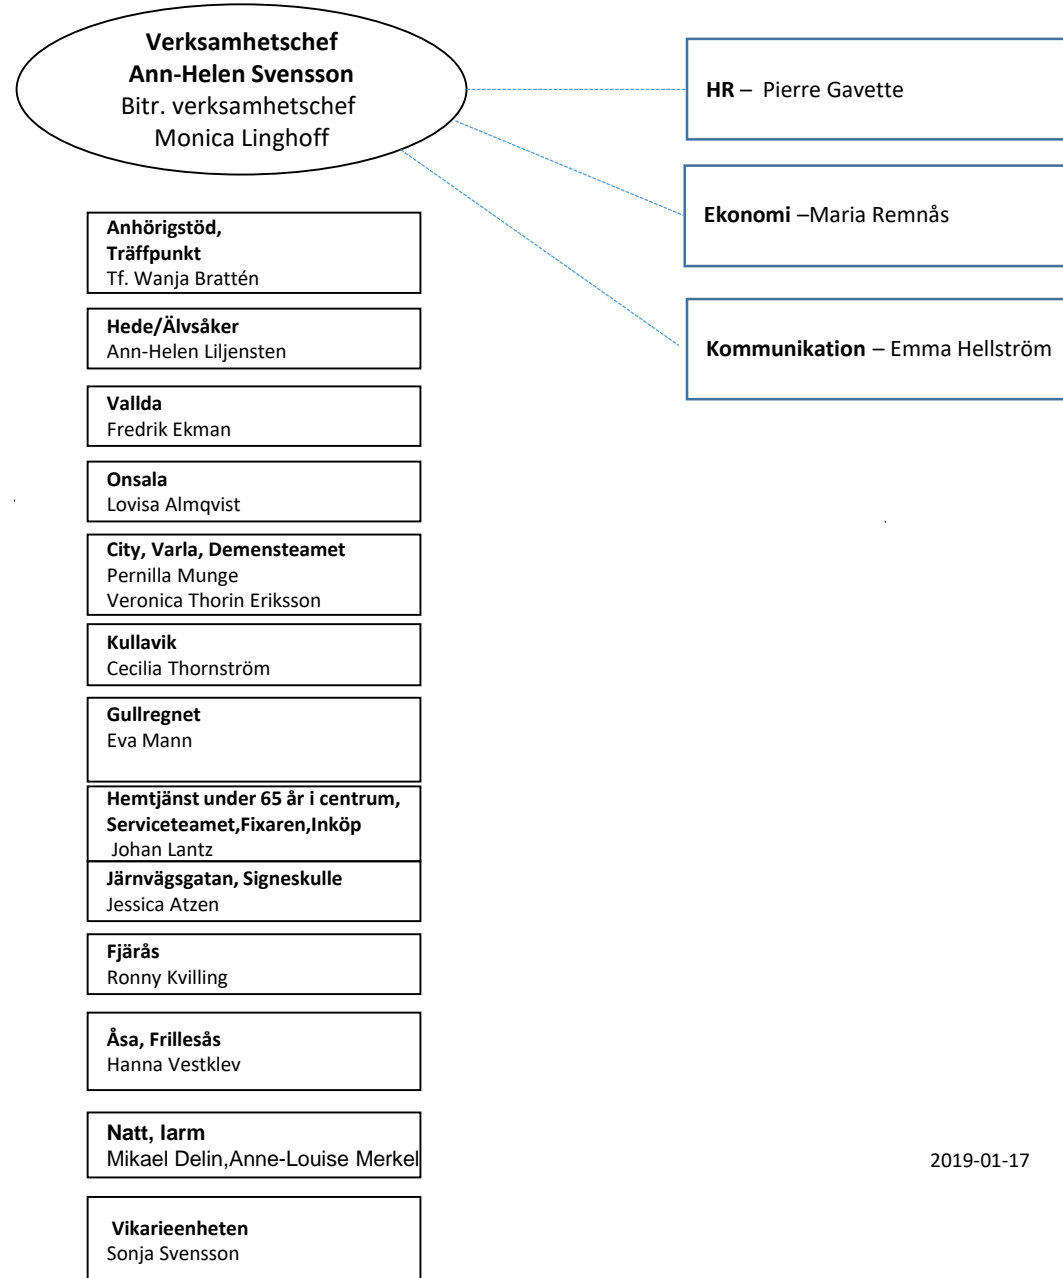 Verksamhetschef
Ann-Helen Svensson
Bitr. verksamhetschef
Monica Linghoff
HR – Pierre Gavette
Ekonomi –Maria Remnås
Kommunikation – Emma Hellström
Anhörigstöd,
Träffpunkt
Tf. Wanja Brattén
Hede/Älvsåker
Ann-Helen Liljensten
Vallda
Fredrik Ekman
Onsala
Lovisa Almqvist
City, Varla, Demensteamet
Pernilla Munge
Veronica Thorin Eriksson
Kullavik
Cecilia Thornström
Gullregnet
Eva Mann
Hemtjänst under 65 år i centrum,
Serviceteamet,Fixaren,Inköp
Johan Lantz
Järnvägsgatan, Signeskulle
Jessica Atzen
Fjärås
Ronny Kvilling
Åsa, Frillesås
Hanna Vestklev
Natt, larm
Mikael Delin,Anne-Louise Merkel
2019-01-17
Vikarieenheten
Sonja Svensson